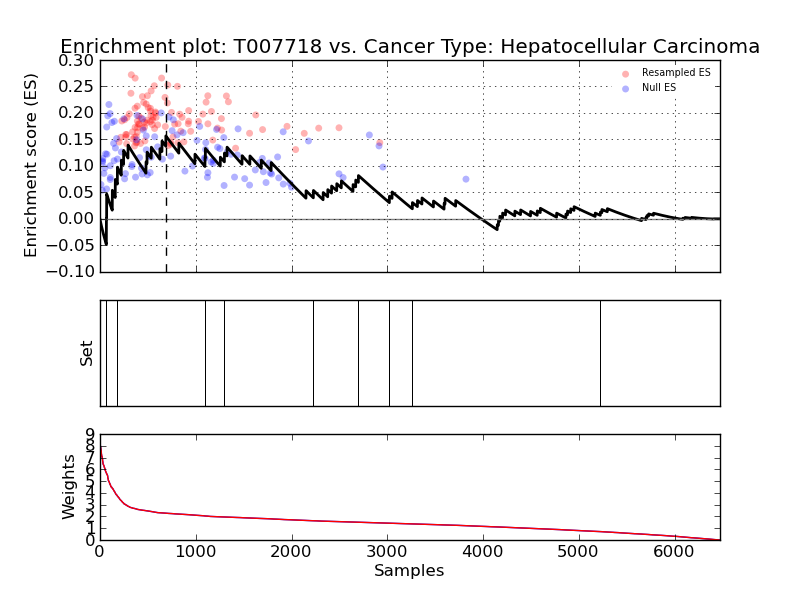 Enrichment plot: T007718 vs. Cancer Type: Hepatocellular Carcinoma
Enrichment score (ES)
0.30
0.25
0.20
0.15
0.10
0.05
0.00
−0.05
−0.10
Resampled ES
Null ES
Set
Weights
9
8
7
6
5
4
3
2
1
0
0 1000 2000 3000 4000 5000 6000
Samples